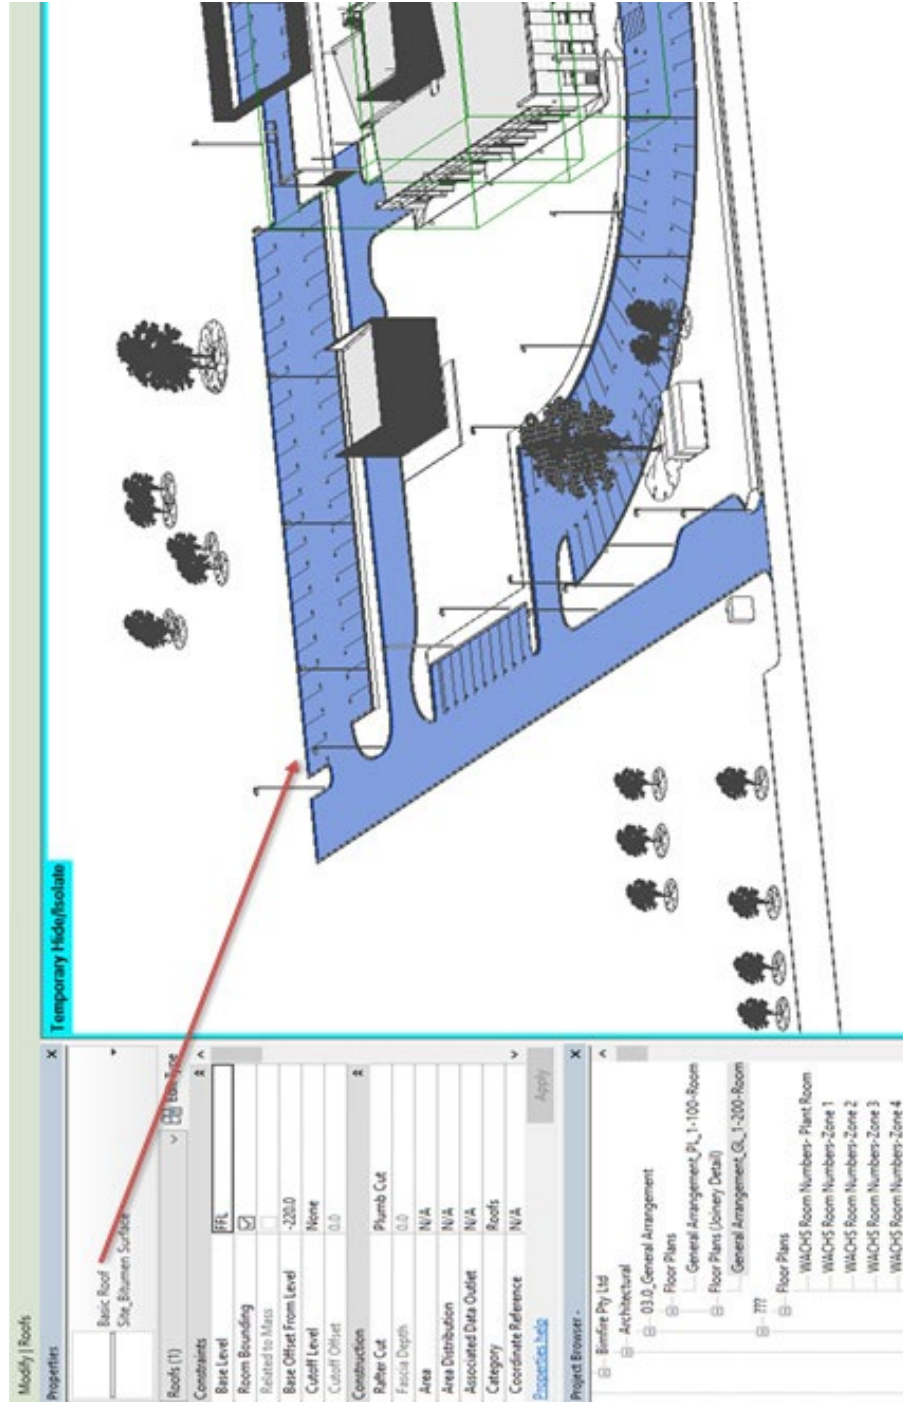 Modify | Roofs
Properties
X
Basic Roof
Site_Bitumen Surface
Roofs (1)
Edit Type
Constraints
Base Level FFL
Room Bounding
Related to Mass
Base Offset From Level -220.0
Cutoff Level None
Cutoff Offset 0.0
Construction
Rafter Cut Plumb Cut
Fascia Depth 0.0
Area N/A
Area Distribution N/A
Associated Data Outlet N/A
Category Roofs
Coordinate Reference N/A
Properties help
Apply
Project Browser -
X
Bimfire Pty Ltd
Architectural
03.0_General Arrangement
Floor Plans
General Arrangement_PL_1-100-Room
Floor Plans (Joinery Detail)
General Arrangement_GL_1-200-Room
???
Floor Plans
WACHS Room Numbers- Plant Room
WACHS Room Numbers-Zone 1
WACHS Room Numbers-Zone 2
WACHS Room Numbers-Zone 3
WACHS Room Numbers-Zone 4
Temporary Hide/Isolate